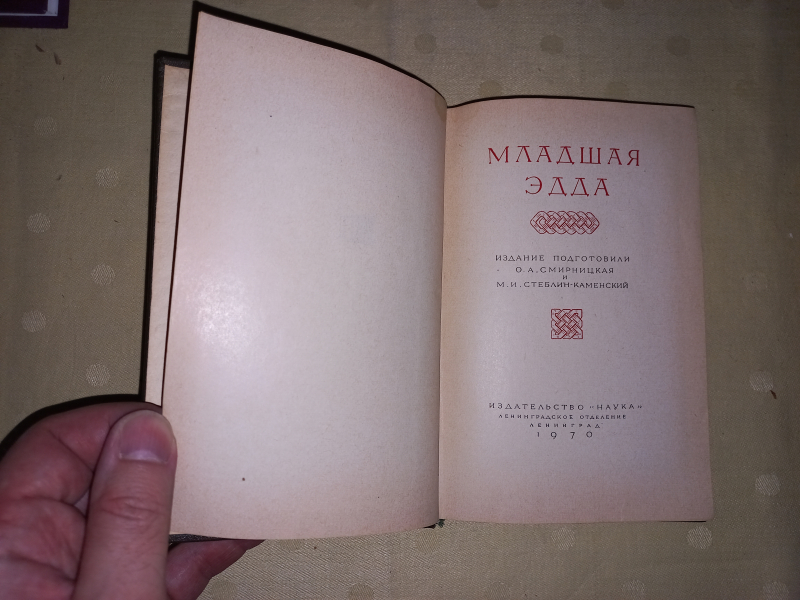 МЛАДШАЯ
ЭДДА
ИЗДАНИЕ ПОДГОТОВИЛИ
О. А. СМИРНИЦКАЯ
И
М. И. СТЕБЛИН-КАМЕНСКИЙ
ИЗДАТЕЛЬСТВО «НАУКА»
ЛЕНИНГРАДСКОЕ ОТДЕЛЕНИЕ
ЛЕНИНГРАД
1970